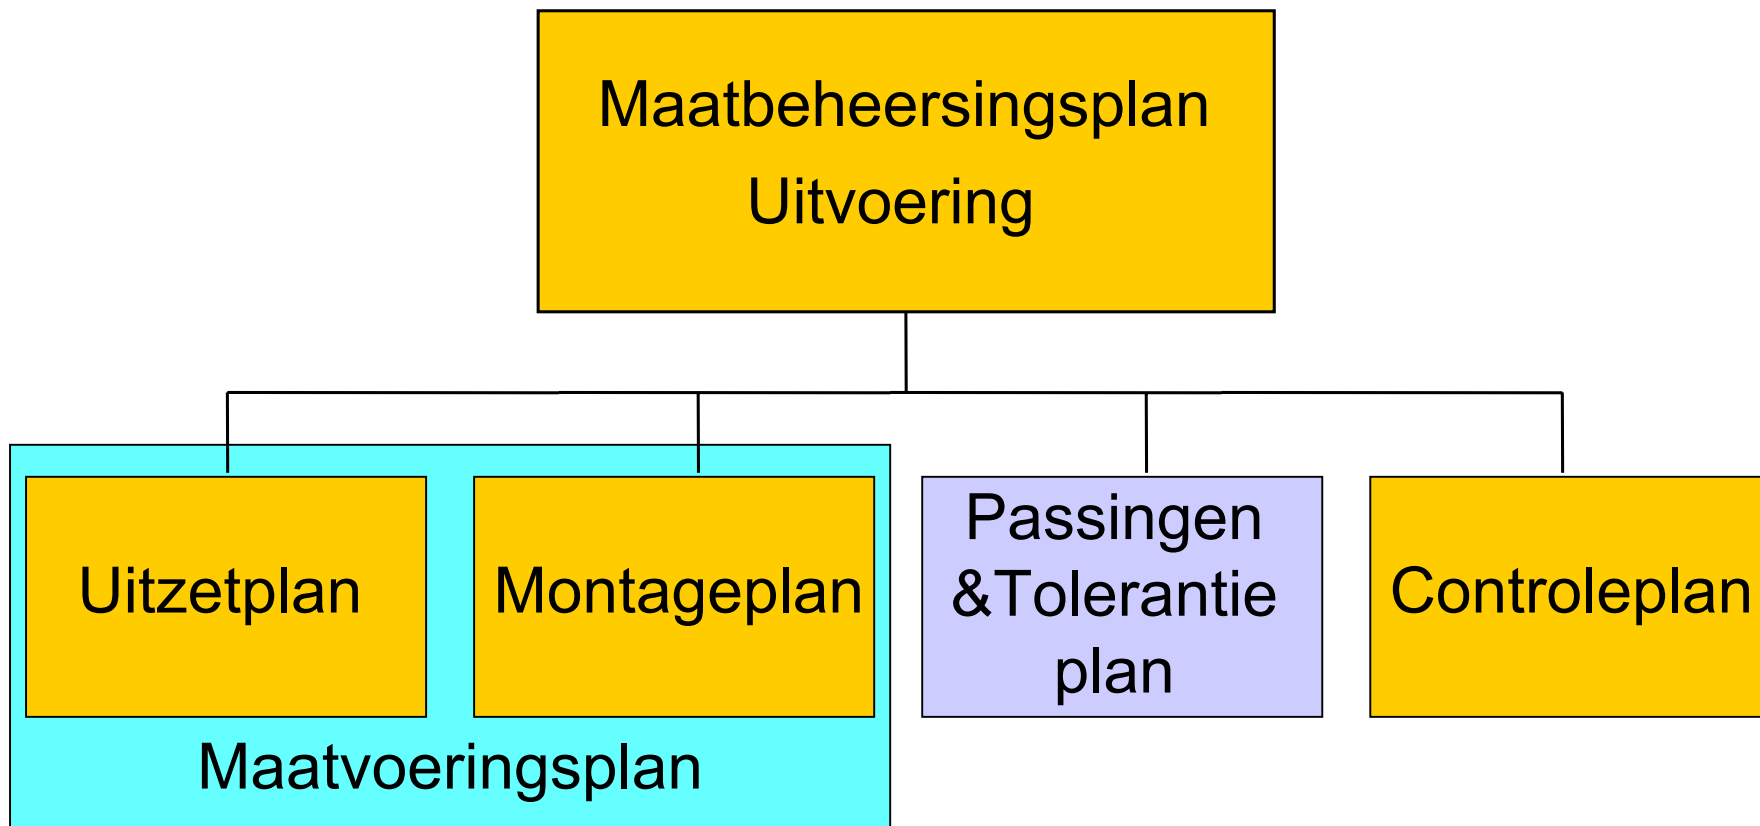 Maatbeheersingsplan
Uitvoering
Uitzetplan
Montageplan
Passingen
&Tolerantie
plan
Controleplan
Maatvoeringsplan